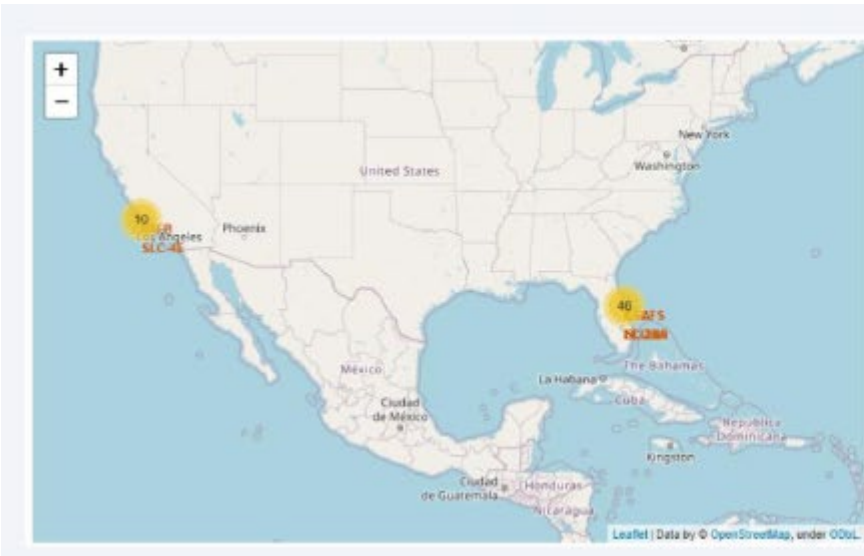 +
−
New York
Washington
United States
10
Los Angeles
Phoenix
SLC-4E
46
AFS
The Bahamas
México
La Habana
Cuba
Ciudad
de México
República
Dominicana
Kingston
Ciudad
de Guatemala
Honduras
Nicaragua
Leaflet | Data by © OpenStreetMap, under ODbL.